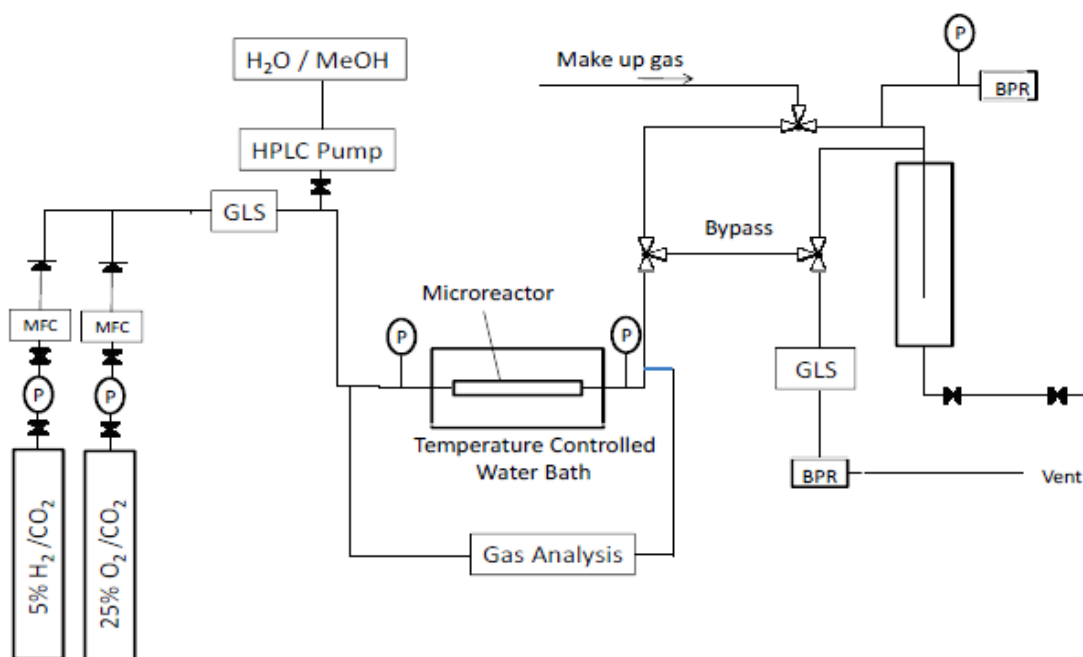 H₂O / MeOH
HPLC Pump
GLS
MFC
MFC
P
P
5% H₂ /CO₂
25% O₂ /CO₂
Microreactor
P
P
Temperature Controlled
Water Bath
Gas Analysis
Make up gas
P
BPR
Bypass
GLS
BPR
Vent